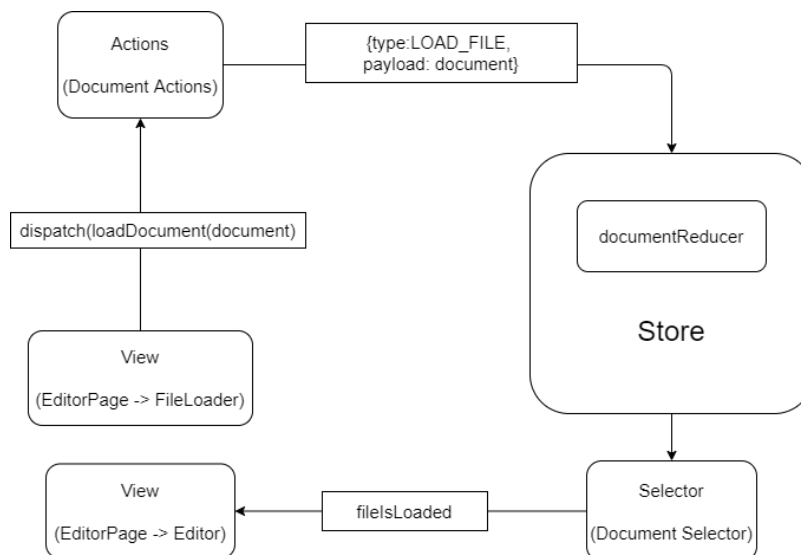 Actions
(Document Actions)
{type:LOAD_FILE,
payload: document}
dispatch(loadDocument(document)
documentReducer
Store
View
(EditorPage -> FileLoader)
View
(EditorPage -> Editor)
fileIsLoaded
Selector
(Document Selector)